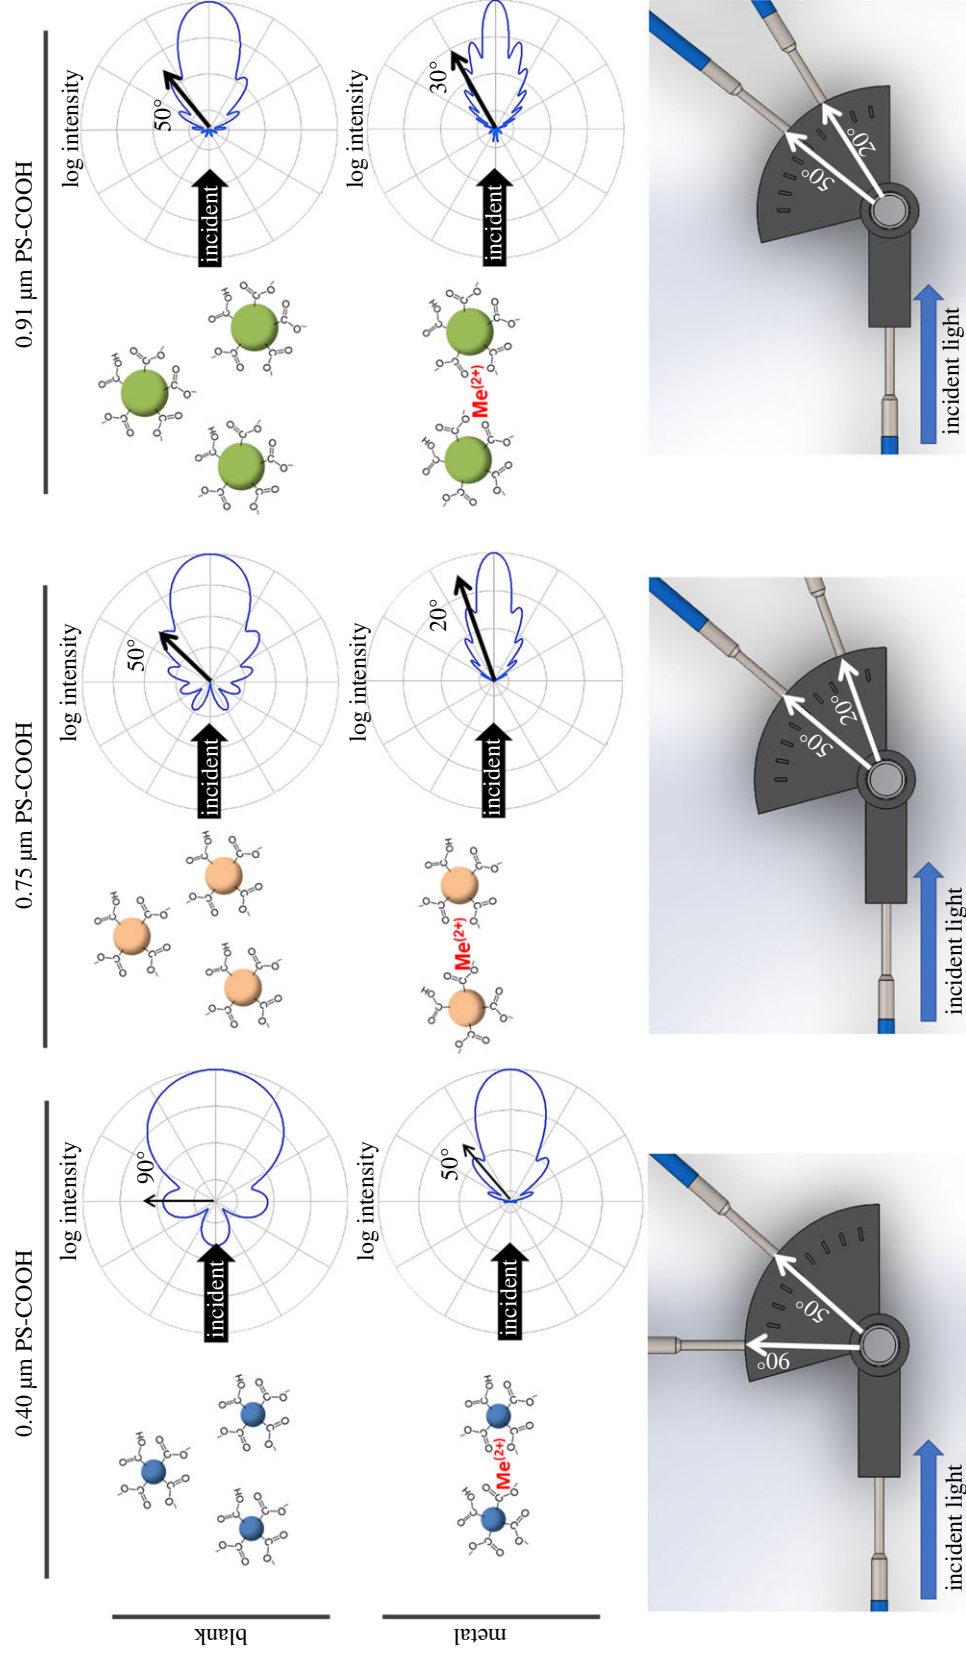 0.40 µm PS-COOH
0.75 µm PS-COOH
0.91 µm PS-COOH
blank
log intensity
90°
incident
log intensity
50°
incident
log intensity
50°
incident
metal
Me(2+)
log intensity
50°
incident
Me(2+)
log intensity
20°
incident
Me(2+)
log intensity
30°
incident
90°
50°
incident light
50°
20°
incident light
50°
20°
incident light